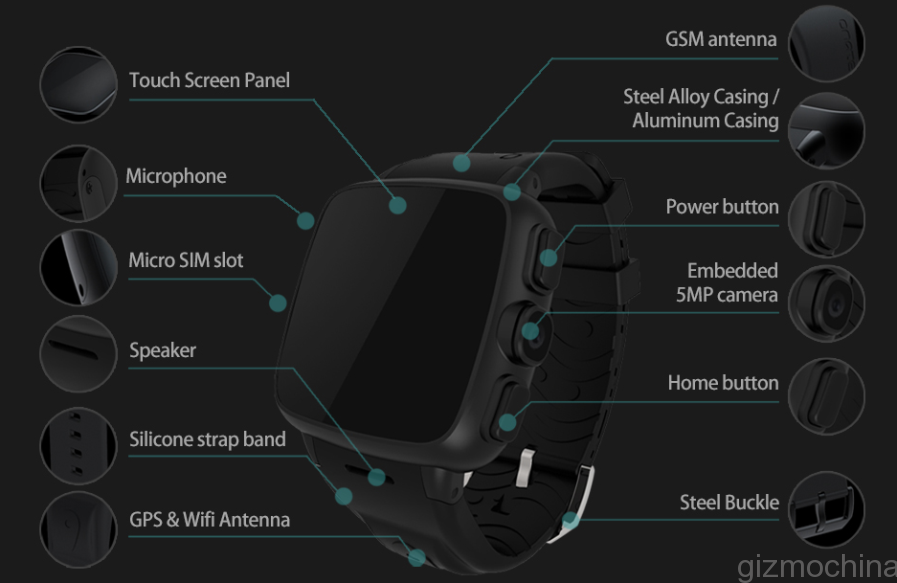 Touch Screen Panel
Microphone
Micro SIM slot
Speaker
Silicone strap band
GPS & Wifi Antenna
GSM antenna
Steel Alloy Casing /
Aluminum Casing
Power button
Embedded
5MP camera
Home button
Steel Buckle
gizmochina